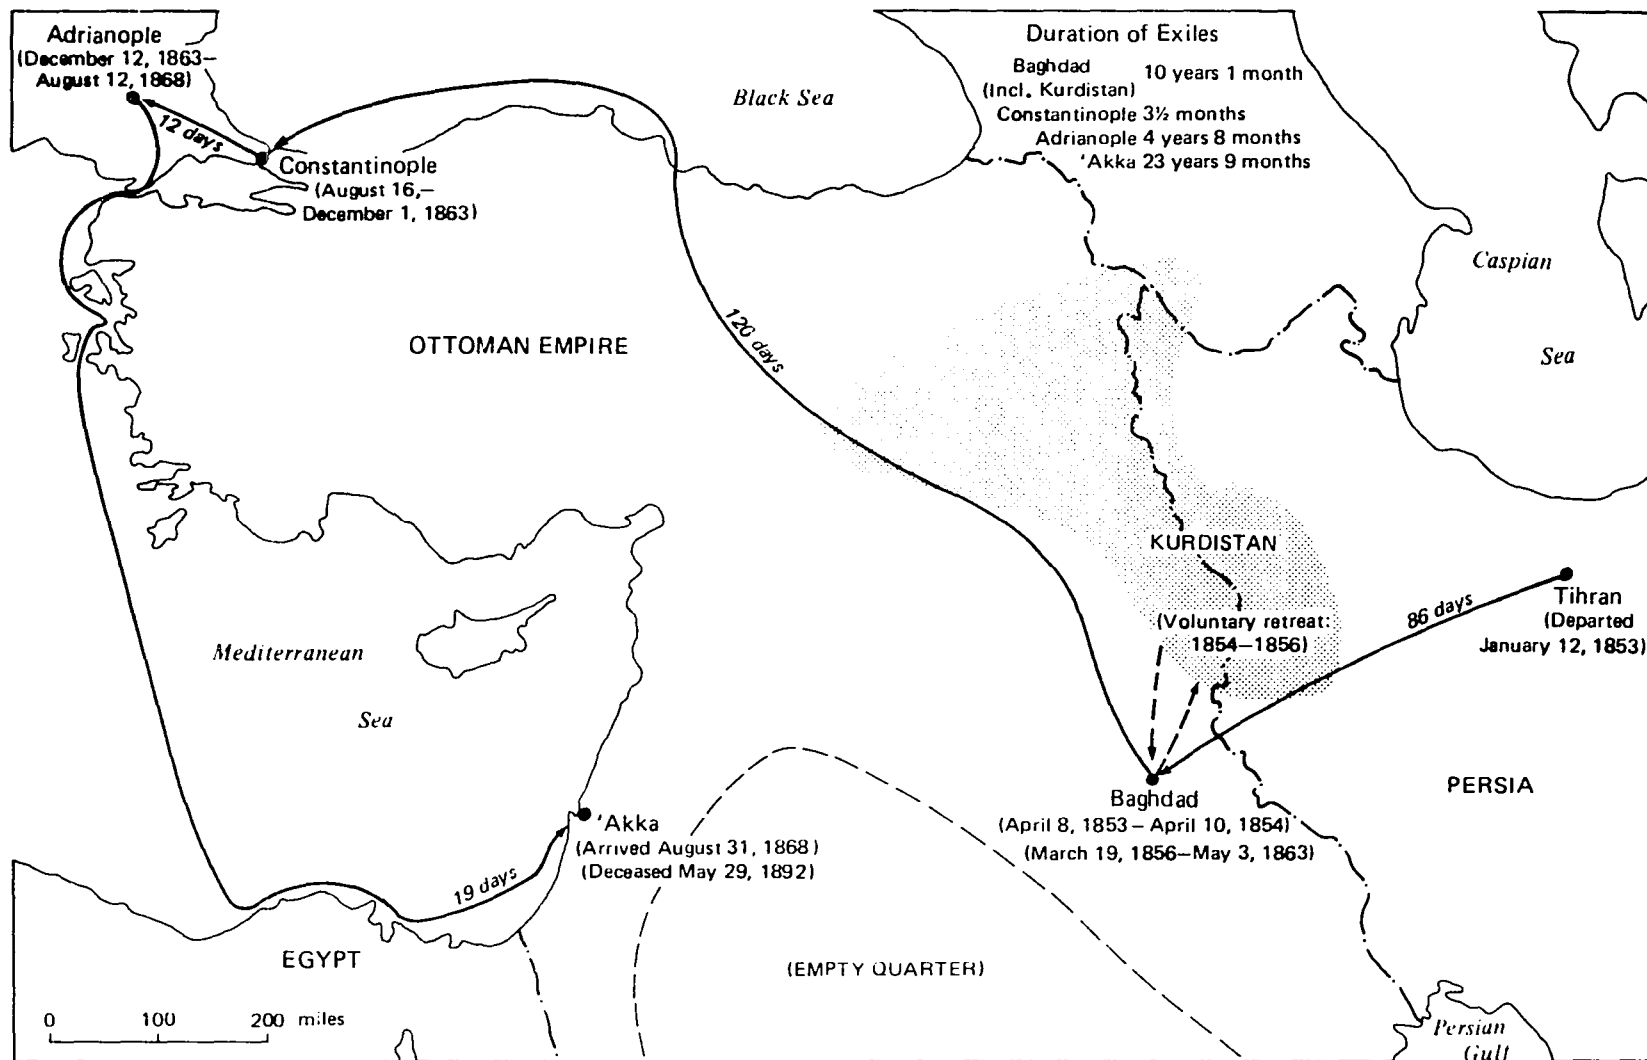 Adrianople
(December 12, 1863–
August 12, 1868)
12 days
Constantinople
(August 16,–
December 1, 1863)
Black Sea
Duration of Exiles
Baghdad
(Incl. Kurdistan)
10 years 1 month
Constantinople 3½ months
Adrianople 4 years 8 months
'Akka 23 years 9 months
Caspian
Sea
OTTOMAN EMPIRE
120 days
KURDISTAN
(Voluntary retreat:
1854–1856)
86 days
Tihran
(Departed
January 12, 1853)
Mediterranean
Sea
PERSIA
Baghdad
(April 8, 1853 – April 10, 1854)
(March 19, 1856–May 3, 1863)
'Akka
(Arrived August 31, 1868)
(Deceased May 29, 1892)
19 days
EGYPT
(EMPTY QUARTER)
0 100 200 miles
Persian
Gulf